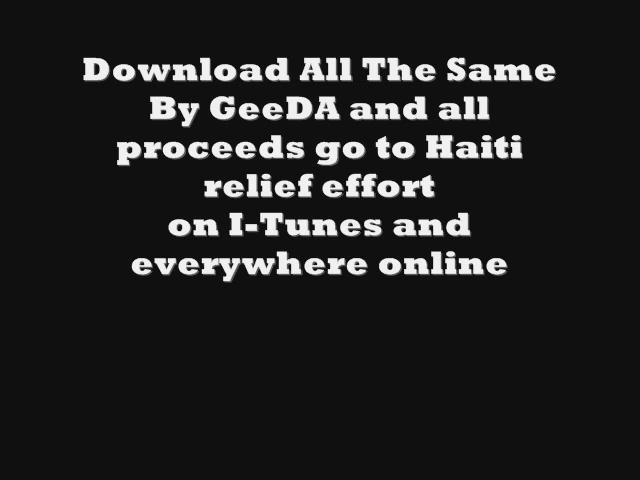 Download All The Same
By GeeDA and all
proceeds go to Haiti
relief effort
on I-Tunes and
everywhere online